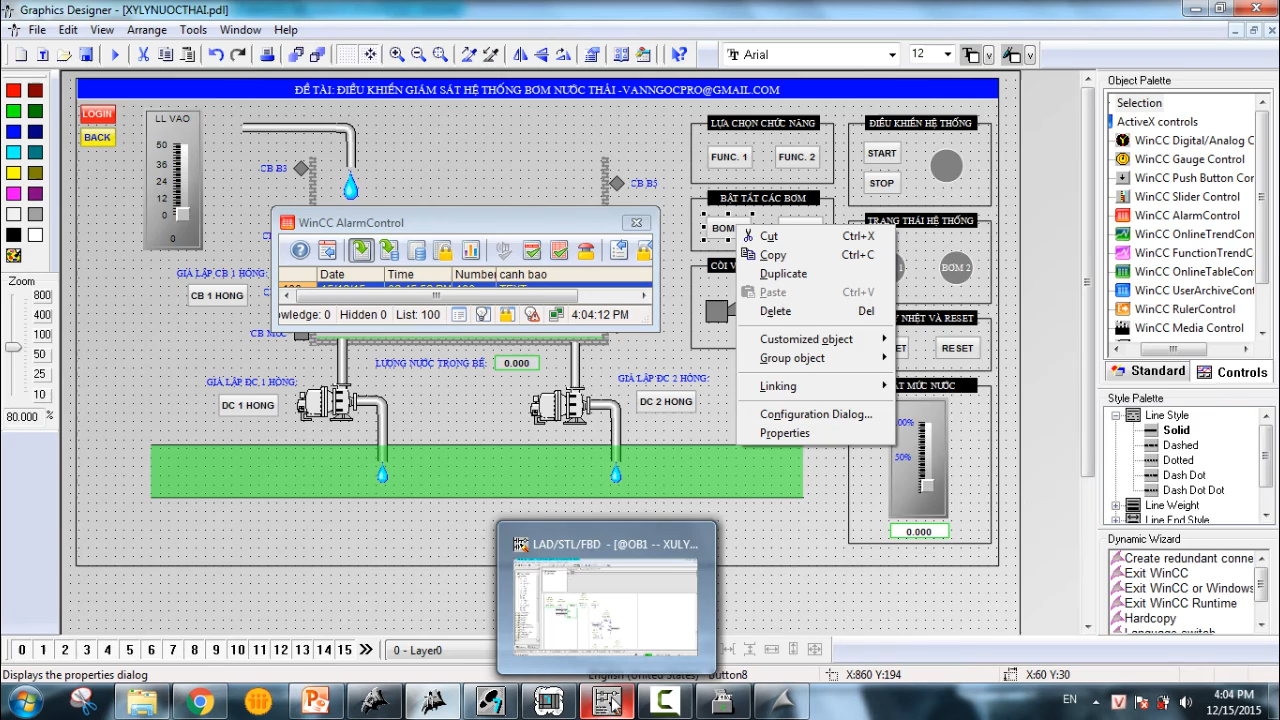 Graphics Designer - [XYLYNUOCTHAI.pdl]
File Edit View Arrange Tools Window Help
Arial 12
ĐỀ TÀI: ĐIỀU KHIỂN GIÁM SÁT HỆ THỐNG BƠM NƯỚC THẢI -VANNGOCPRO@GMAIL.COM
LOGIN
BACK
LL VAO
50
36
24
12
0
0
CB B3
CB B5
LỰA CHỌN CHỨC NĂNG
FUNC. 1 FUNC. 2
ĐIỀU KHIỂN HỆ THỐNG
START
STOP
BẬT TẮT CÁC BƠM
TRẠNG THÁI HỆ THỐNG
BOM 2
RESET
GIẢ LẬP CB 1 HỎNG:
CB 1 HONG
WinCC AlarmControl
Date Time Number canh bao
wledge: 0 Hidden 0 List: 100 4:04:12 PM
LƯỢNG NƯỚC TRONG BỂ: 0.000
GIẢ LẬP ĐC 1 HỎNG:
DC 1 HONG
GIẢ LẬP ĐC 2 HỎNG:
DC 2 HONG
100%
50%
0.000
Cut Ctrl+X
Copy Ctrl+C
Duplicate
Paste Ctrl+V
Delete Del
Customized object
Group object
Linking
Configuration Dialog...
Properties
Zoom
800
400
100
50
25
10
80.000 %
Object Palette
Selection
ActiveX controls
WinCC Digital/Analog C
WinCC Gauge Control
WinCC Push Button Con
WinCC Slider Control
WinCC AlarmControl
WinCC OnlineTrendCon
WinCC FunctionTrendC
WinCC OnlineTableCon
WinCC UserArchiveCont
WinCC Media Control
Standard Controls
Style Palette
Line Style
Solid
Dashed
Dotted
Dash Dot
Dash Dot Dot
Line Weight
Line End Style
Dynamic Wizard
Create redundant conne
Exit WinCC
Exit WinCC or Windows
Exit WinCC Runtime
Hardcopy
Language switch
LAD/STL/FBD - [@OB1 -- XULY...
0 1 2 3 4 5 6 7 8 9 10 11 12 13 14 15
0 - Layer0
Displays the properties dialog
English (United States) Button8
X:860 Y:194
X:60 Y:30
EN
4:04 PM
12/15/2015